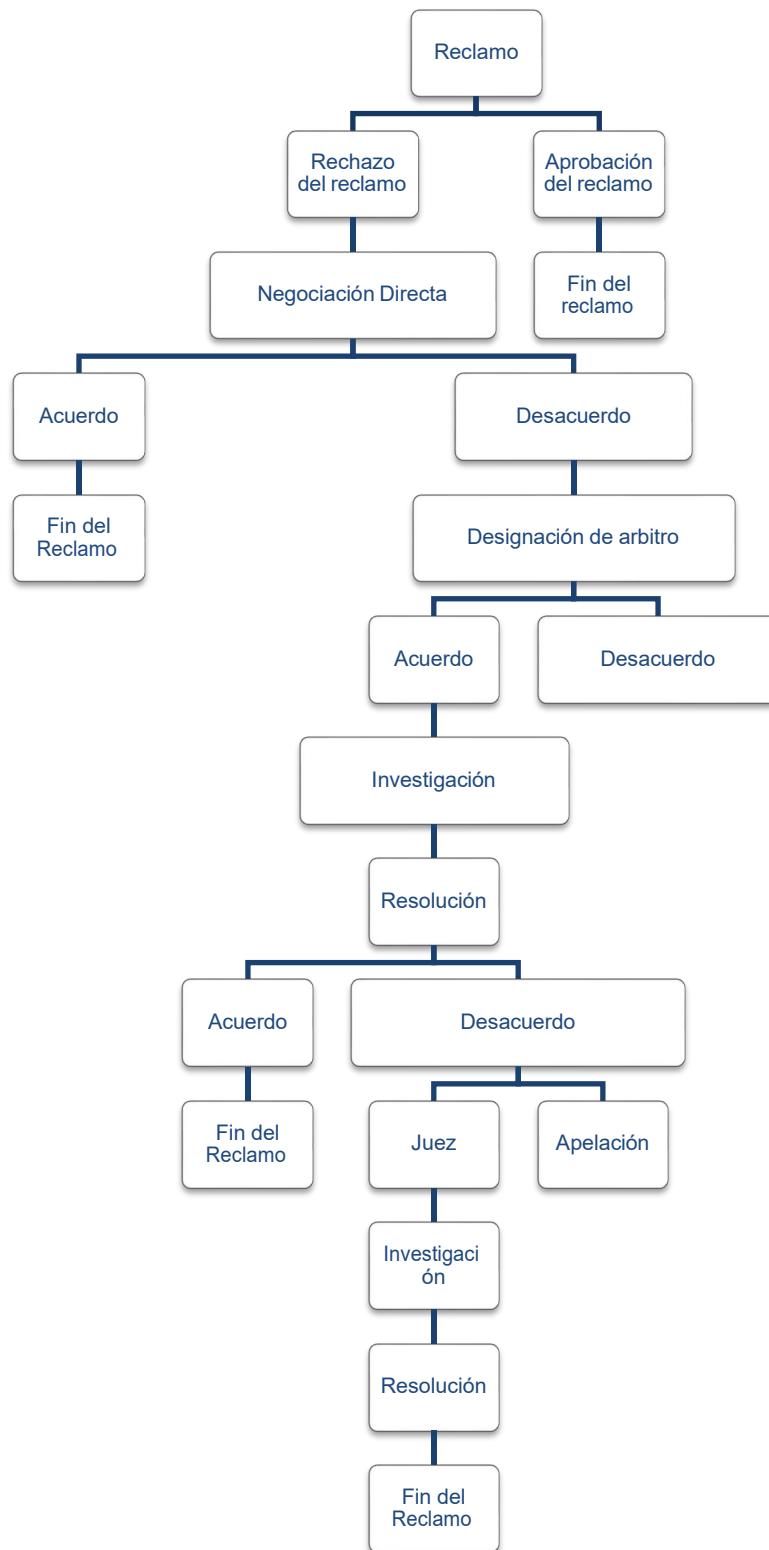 Reclamo
Rechazo
del reclamo
Aprobación
del reclamo
Negociación Directa
Fin del
reclamo
Acuerdo
Desacuerdo
Fin del
Reclamo
Designación de arbitro
Acuerdo
Desacuerdo
Investigación
Resolución
Acuerdo
Desacuerdo
Fin del
Reclamo
Juez
Apelación
Investigaci
ón
Resolución
Fin del
Reclamo